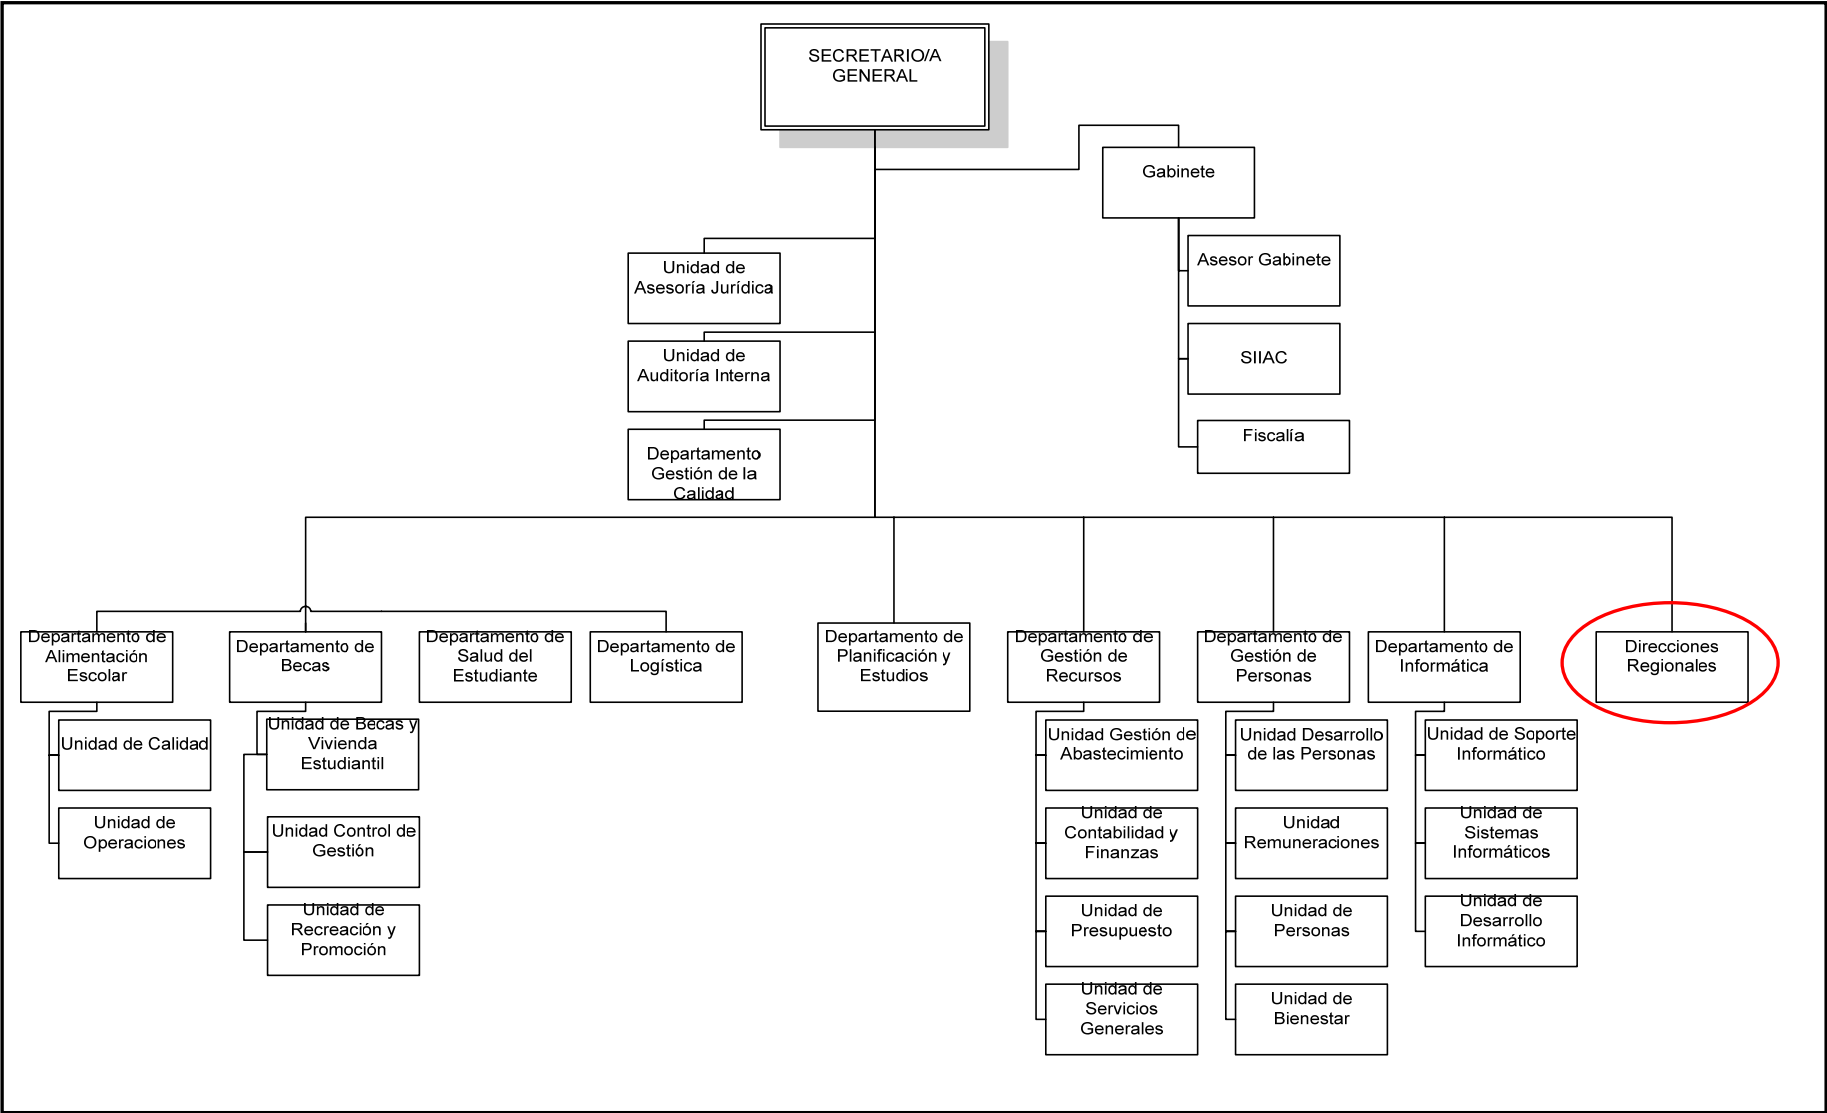 SECRETARIO/A
GENERAL
Gabinete
Asesor Gabinete
SIIAC
Fiscalía
Unidad de
Asesoría Jurídica
Unidad de
Auditoría Interna
Departamento
Gestión de la
Calidad
Departamento de
Alimentación
Escolar
Unidad de Calidad
Unidad de
Operaciones
Departamento de
Becas
Unidad de Becas y
Vivienda
Estudiantil
Unidad Control de
Gestión
Unidad de
Recreación y
Promoción
Departamento de
Salud del
Estudiante
Departamento de
Logística
Departamento de
Planificación y
Estudios
Departamento de
Gestión de
Recursos
Unidad Gestión de
Abastecimiento
Unidad de
Contabilidad y
Finanzas
Unidad de
Presupuesto
Unidad de
Servicios
Generales
Departamento de
Gestión de
Personas
Unidad Desarrollo
de las Personas
Unidad
Remuneraciones
Unidad de
Personas
Unidad de
Bienestar
Departamento de
Informática
Unidad de Soporte
Informático
Unidad de
Sistemas
Informáticos
Unidad de
Desarrollo
Informático
Direcciones
Regionales